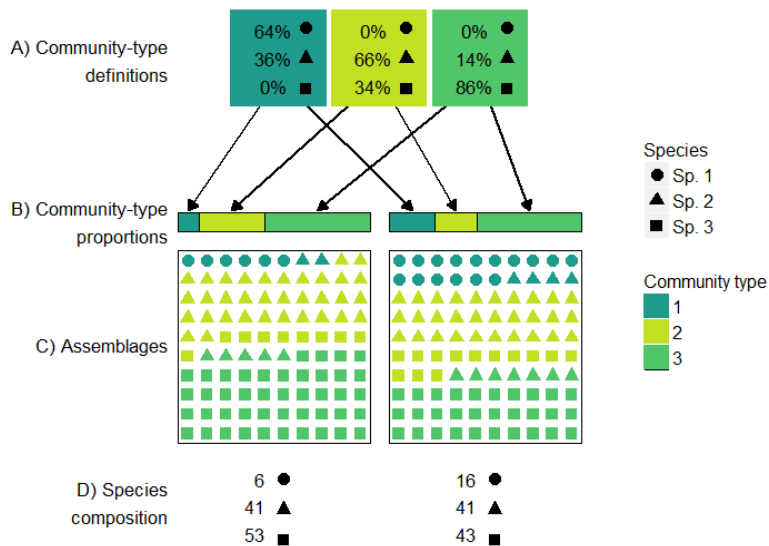 A) Community-type
definitions
64%
36%
0%
0%
66%
34%
0%
14%
86%
B) Community-type
proportions
C) Assemblages
D) Species
composition
6
41
53
16
41
43
Species
Sp. 1
Sp. 2
Sp. 3
Community type
1
2
3